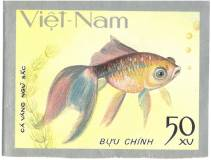 Việt-Nam
CÁ VÀNG NGŨ SẮC
BƯU CHÍNH
50
XU